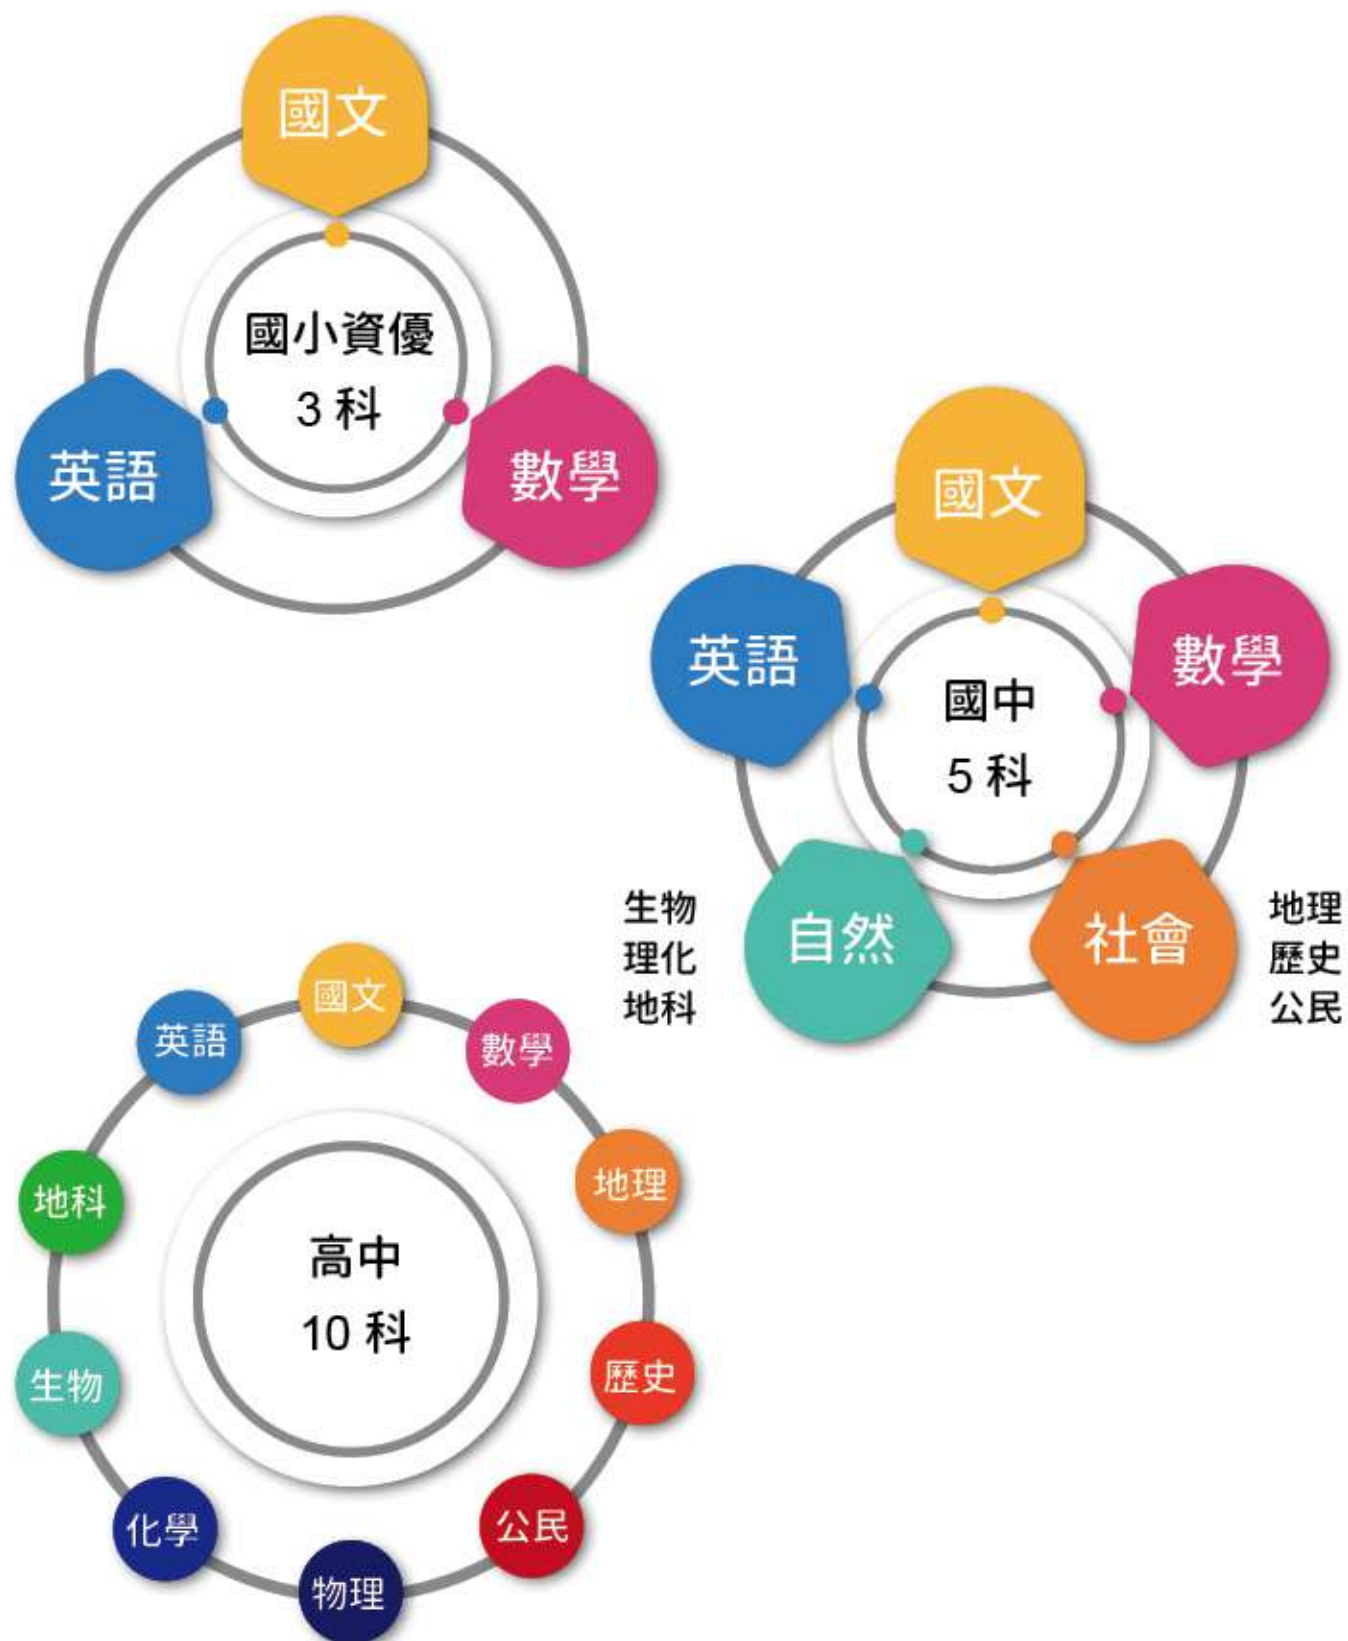 國文
國小資優
3 科
英語
數學
國文
英語
數學
國中
5 科
自然
社會
生物
理化
地科
地理
歷史
公民
國文
英語
數學
地科
地理
高中
10 科
生物
歷史
化學
公民
物理